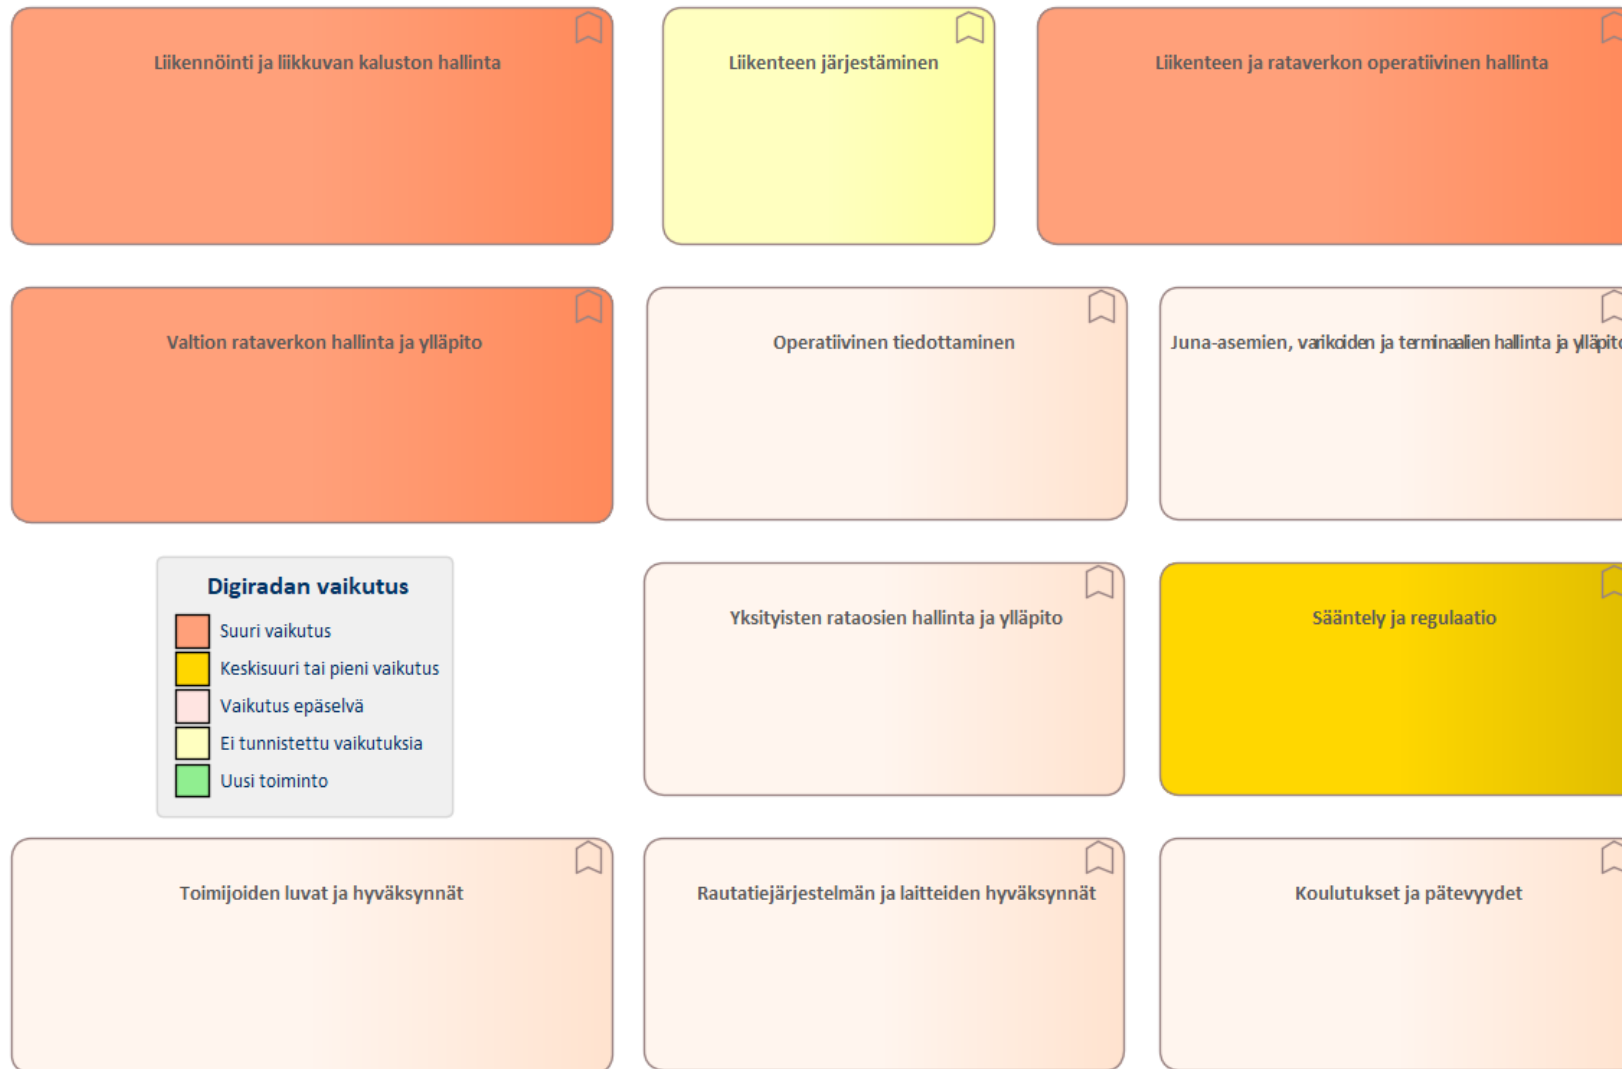 Liikennöinti ja liikkuvan kaluston hallinta
Liikenteen järjestäminen
Liikenteen ja rataverkon operatiivinen hallinta
Valtion rataverkon hallinta ja ylläpito
Operatiivinen tiedottaminen
Juna-asemien, varikoiden ja terminaalien hallinta ja ylläpito
Digiradan vaikutus
Suuri vaikutus
Keskisuuri tai pieni vaikutus
Vaikutus epäselvä
Ei tunnistettu vaikutuksia
Uusi toiminto
Yksityisten rataosien hallinta ja ylläpito
Sääntely ja regulaatio
Toimijoiden luvat ja hyväksynnät
Rautatiejärjestelmän ja laitteiden hyväksynnät
Koulutukset ja pätevyydet